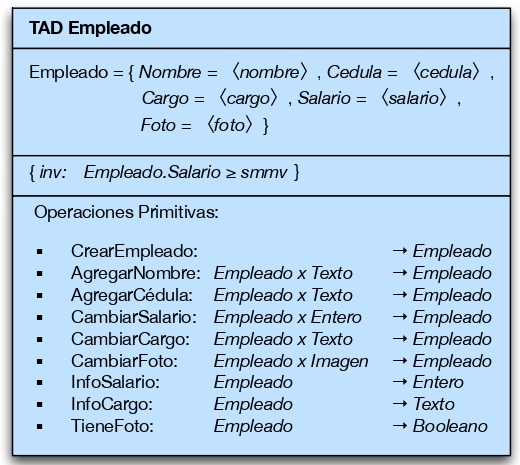 TAD Empleado
Empleado = { Nombre = 〈nombre〉, Cedula = 〈cedula〉,
Cargo = 〈cargo〉, Salario = 〈salario〉,
Foto = 〈foto〉}
{ inv: Empleado.Salario ≥ smmv }
Operaciones Primitivas:
▪ CrearEmpleado: → Empleado
▪ AgregarNombre: Empleado x Texto → Empleado
▪ AgregarCédula: Empleado x Texto → Empleado
▪ CambiarSalario: Empleado x Entero → Empleado
▪ CambiarCargo: Empleado x Texto → Empleado
▪ CambiarFoto: Empleado x Imagen → Empleado
▪ InfoSalario: Empleado → Entero
▪ InfoCargo: Empleado → Texto
▪ TieneFoto: Empleado → Booleano